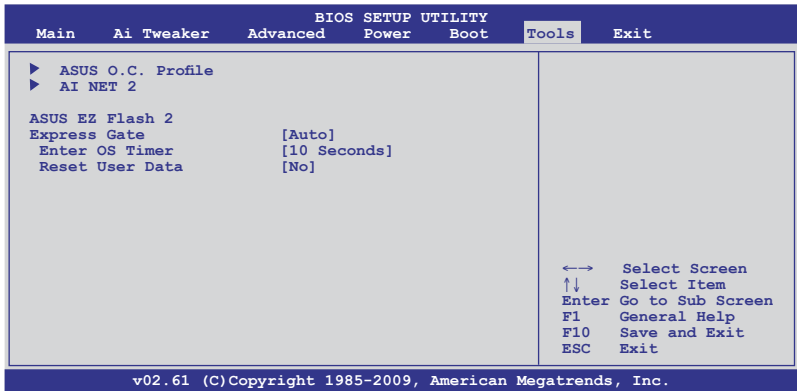 BIOS SETUP UTILITY
Main Ai Tweaker Advanced Power Boot Tools Exit
ASUS O.C. Profile
AI NET 2
ASUS EZ Flash 2
Express Gate [Auto]
Enter OS Timer [10 Seconds]
Reset User Data [No]
←→ Select Screen
↑↓ Select Item
Enter Go to Sub Screen
F1 General Help
F10 Save and Exit
ESC Exit
v02.61 (C)Copyright 1985-2009, American Megatrends, Inc.